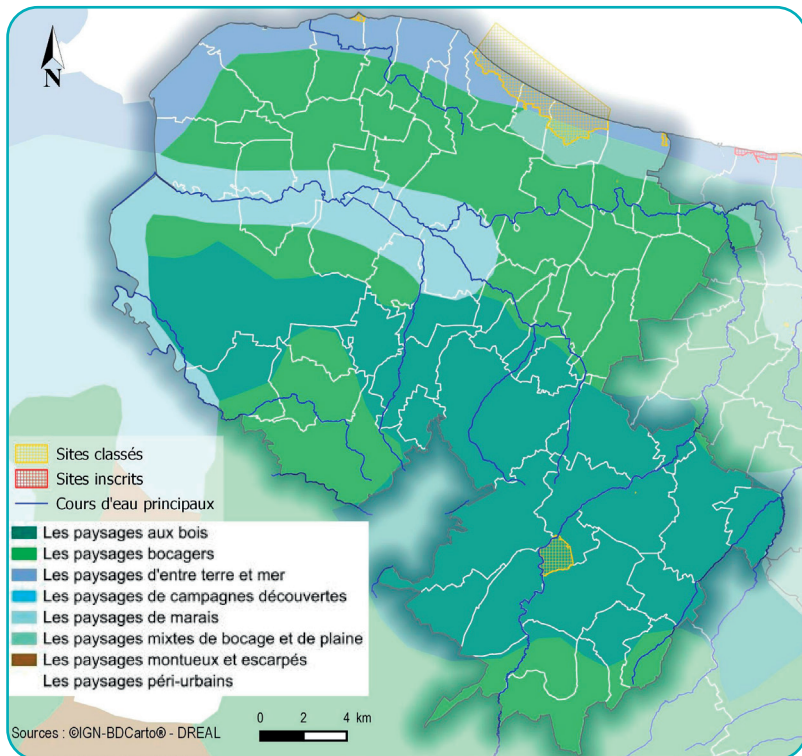 N
Sites classés
Sites inscrits
Cours d'eau principaux
Les paysages aux bois
Les paysages bocagers
Les paysages d'entre terre et mer
Les paysages de campagnes découvertes
Les paysages de marais
Les paysages mixtes de bocage et de plaine
Les paysages montueux et escarpés
Les paysages péri-urbains
Sources : ©IGN-BDCarto® - DREAL
0 2 4 km